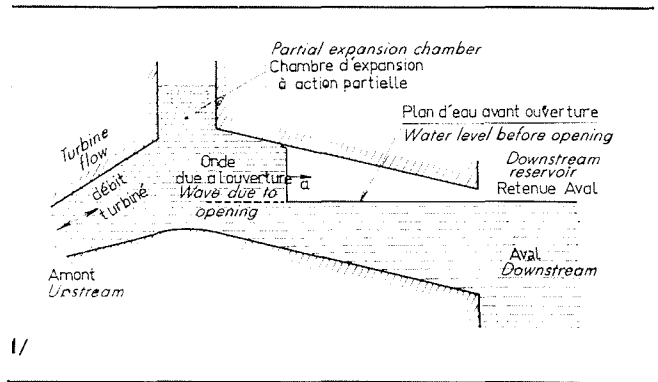 Partial expansion chamber
Chambre d'expansion
à action partielle
Plan d'eau avant ouverture
Water level before opening
Turbine
flow
débit
turbiné
Onde
due à l'ouverture
a
Wave due to
opening
Downstream
reservoir
Retenue Aval
Amont
Upstream
Aval
Downstream
1/